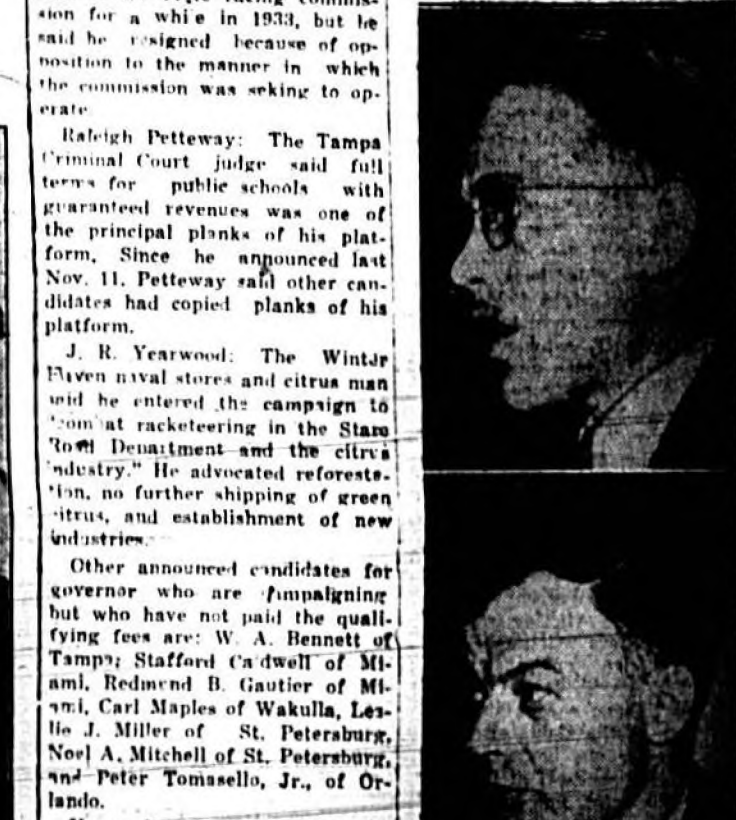 sion for a while in 1933, but he
said he resigned because of op-
position to the manner in which
the commission was seking to op-
erate
Raleigh Petteway: The Tampa
Criminal Court judge said full
terms for public schools with
guaranteed revenues was one of
the principal planks of his plat-
form, Since he announced last
Nov. 11, Petteway said other can-
didates had copied planks of his
platform.
J. R. Yearwood: The Winter
Haven naval stores and citrus man
said he entered the campaign to
"combat racketeering in the State
Road Department and the citrus
industry." He advocated reforesta-
tion, no further shipping of green
citrus, and establishment of new
industries.
Other announced candidates for
governor who are campaigning
but who have not paid the quali-
fying fees are: W. A. Bennett of
Tampa; Stafford Caldwell of Mi-
ami, Redmond B. Gautier of Mi-
ami, Carl Maples of Wakulla, Les-
lie J. Miller of St. Petersburg,
Noel A. Mitchell of St. Petersburg,
and Peter Tomasello, Jr., of Or-
lando.